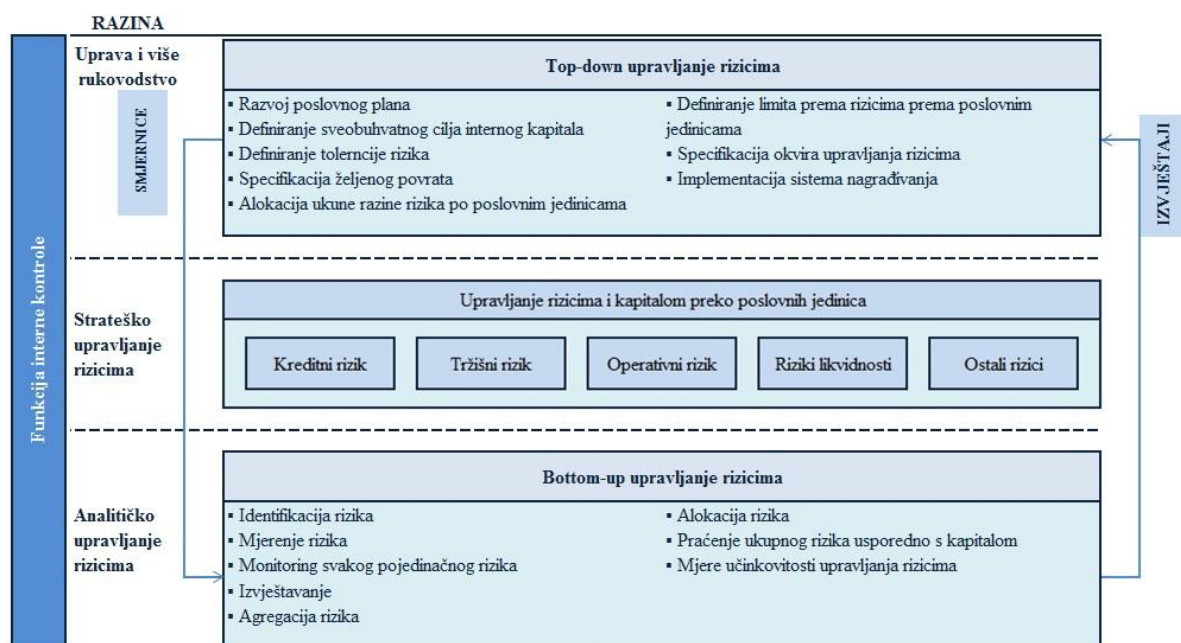 RAZINA
Funkcija interne kontrole
Uprava i više
rukovodstvo
SMJERNICE
Top-down upravljanje rizicima
▪ Razvoj poslovnog plana
▪ Definiranje sveobuhvatnog cilja internog kapitala
▪ Definiranje tolerncije rizika
▪ Specifikacija željenog povrata
▪ Alokacija ukune razine rizika po poslovnim jedinicama
▪ Definiranje limita prema rizicima prema poslovnim
jedinicama
▪ Specifikacija okvira upravljanja rizicima
▪ Implementacija sistema nagrađivanja
IZVJEŠTAJI
Strateško
upravljanje
rizicima
Upravljanje rizicima i kapitalom preko poslovnih jedinica
Kreditni rizik
Tržišni rizik
Operativni rizik
Riziki likvidnosti
Ostali rizici
Analitičko
upravljanje
rizicima
Bottom-up upravljanje rizicima
▪ Identifikacija rizika
▪ Mjerenje rizika
▪ Monitoring svakog pojedinačnog rizika
▪ Izvještavanje
▪ Agregacija rizika
▪ Alokacija rizika
▪ Praćenje ukupnog rizika usporedno s kapitalom
▪ Mjere učinkovitosti upravljanja rizicima